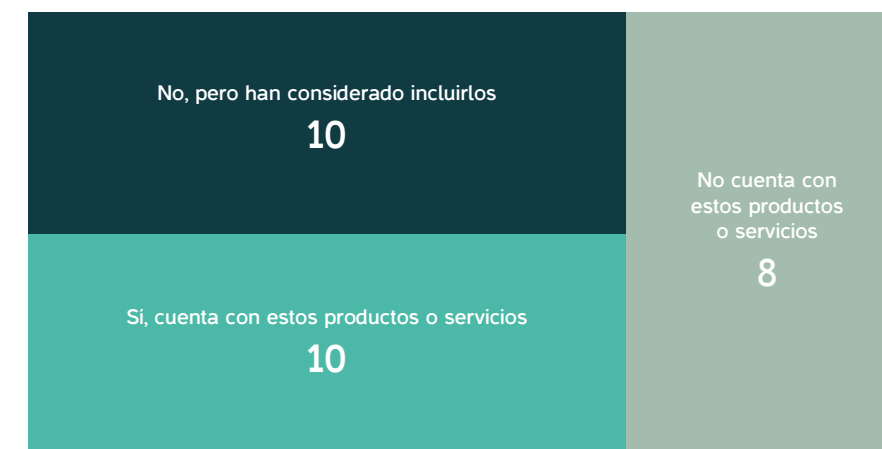 No, pero han considerado incluirlos
10
Sí, cuenta con estos productos o servicios
10
No cuenta con
estos productos
o servicios
8